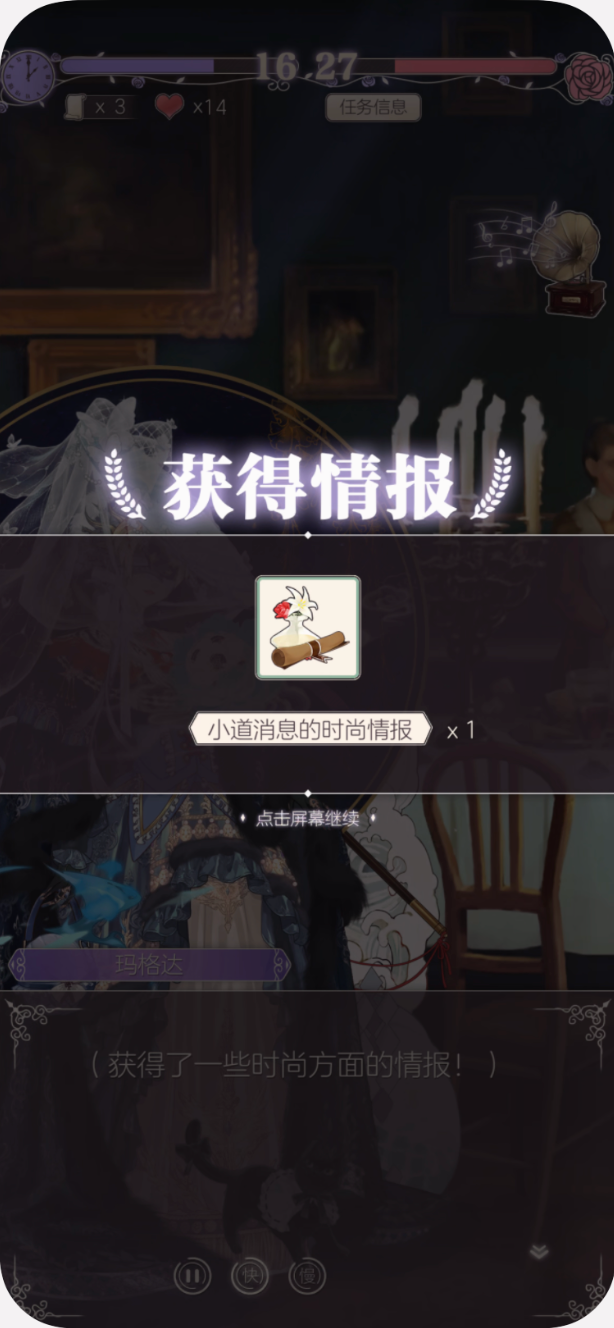 16.27
x 3
x14
任务信息
获得情报
小道消息的时尚情报
x 1
点击屏幕继续
玛格达
（获得了一些时尚方面的情报！）
快
慢